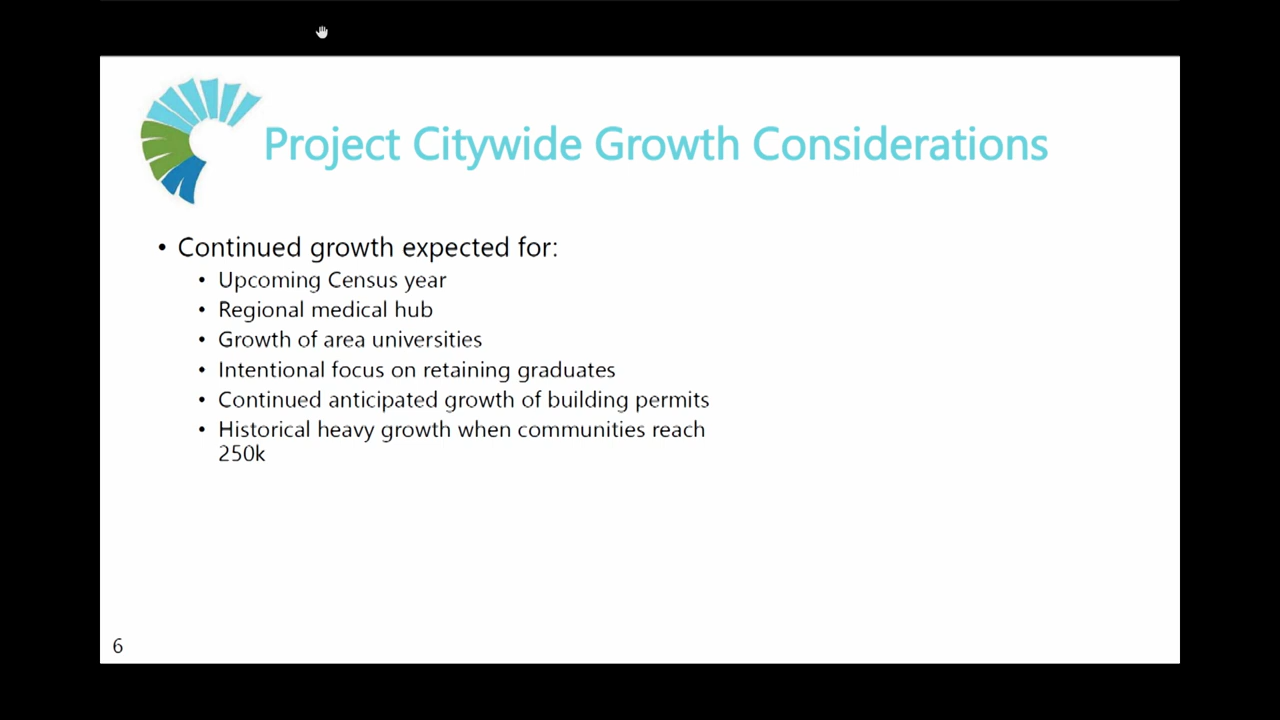 Project Citywide Growth Considerations
• Continued growth expected for:
• Upcoming Census year
• Regional medical hub
• Growth of area universities
• Intentional focus on retaining graduates
• Continued anticipated growth of building permits
• Historical heavy growth when communities reach
250k
6